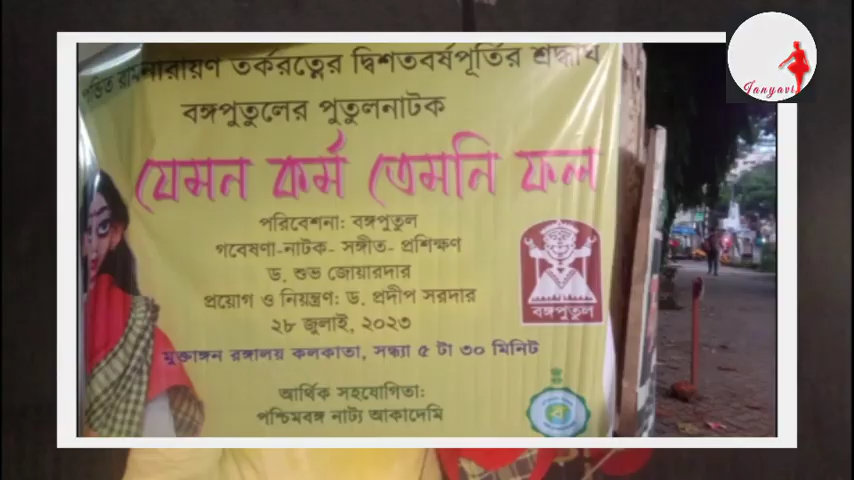 পণ্ডিত রামনারায়ণ তর্করত্নের দ্বিশতবর্ষপূর্তির শ্রদ্ধার্ঘ
বঙ্গপুতুলের পুতুলনাটক
যেমন কর্ম তেমনি ফল
পরিবেশনা: বঙ্গপুতুল
গবেষণা-নাটক- সঙ্গীত- প্রশিক্ষণ
ড. শুভ জোয়ারদার
প্রয়োগ ও নিয়ন্ত্রণ: ড. প্রদীপ সরদার
২৮ জুলাই, ২০২৩
মুক্তাঙ্গন রঙ্গালয় কলকাতা, সন্ধ্যা ৫ টা ৩০ মিনিট
আর্থিক সহযোগিতা:
পশ্চিমবঙ্গ নাট্য আকাদেমি
বঙ্গপুতুল
Janyavi